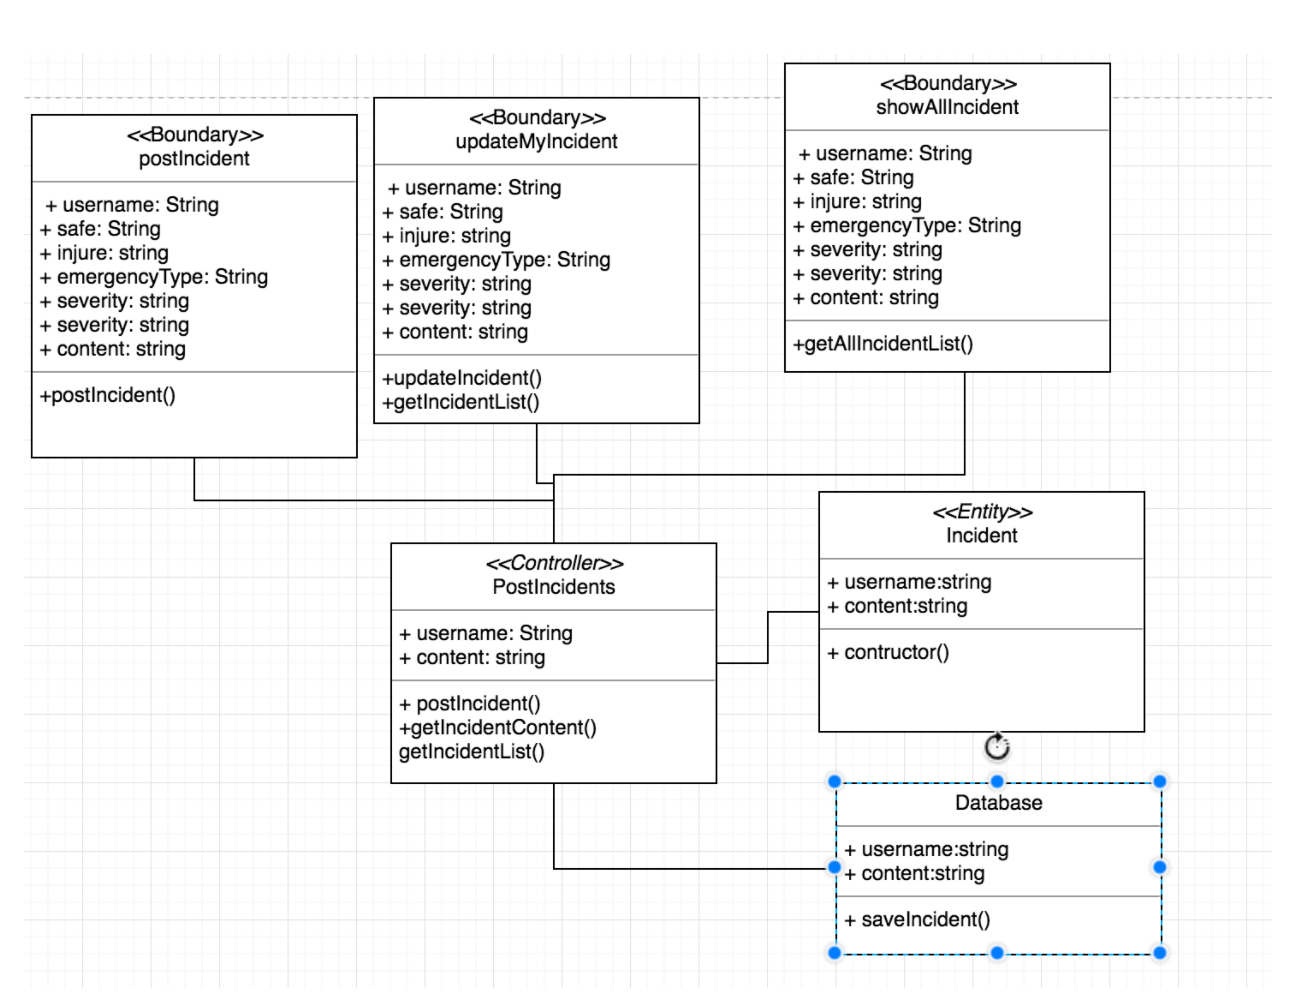 <<Boundary>>
postIncident
+ username: String
+ safe: String
+ injure: string
+ emergencyType: String
+ severity: string
+ severity: string
+ content: string
+postIncident()
<<Boundary>>
updateMyIncident
+ username: String
+ safe: String
+ injure: string
+ emergencyType: String
+ severity: string
+ severity: string
+ content: string
+updateIncident()
+getIncidentList()
<<Boundary>>
showAllIncident
+ username: String
+ safe: String
+ injure: string
+ emergencyType: String
+ severity: string
+ severity: string
+ content: string
+getAllIncidentList()
<<Controller>>
PostIncidents
+ username: String
+ content: string
+ postIncident()
+getIncidentContent()
getIncidentList()
<<Entity>>
Incident
+ username:string
+ content:string
+ contructor()
Database
+ username:string
+ content:string
+ saveIncident()